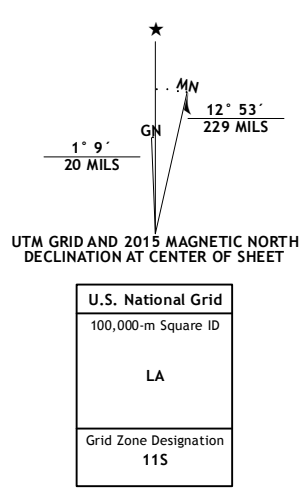 ★
MN
12° 53´
229 MILS
GN
1° 9´
20 MILS
UTM GRID AND 2015 MAGNETIC NORTH
DECLINATION AT CENTER OF SHEET
U.S. National Grid
100,000-m Square ID
LA
Grid Zone Designation
11S